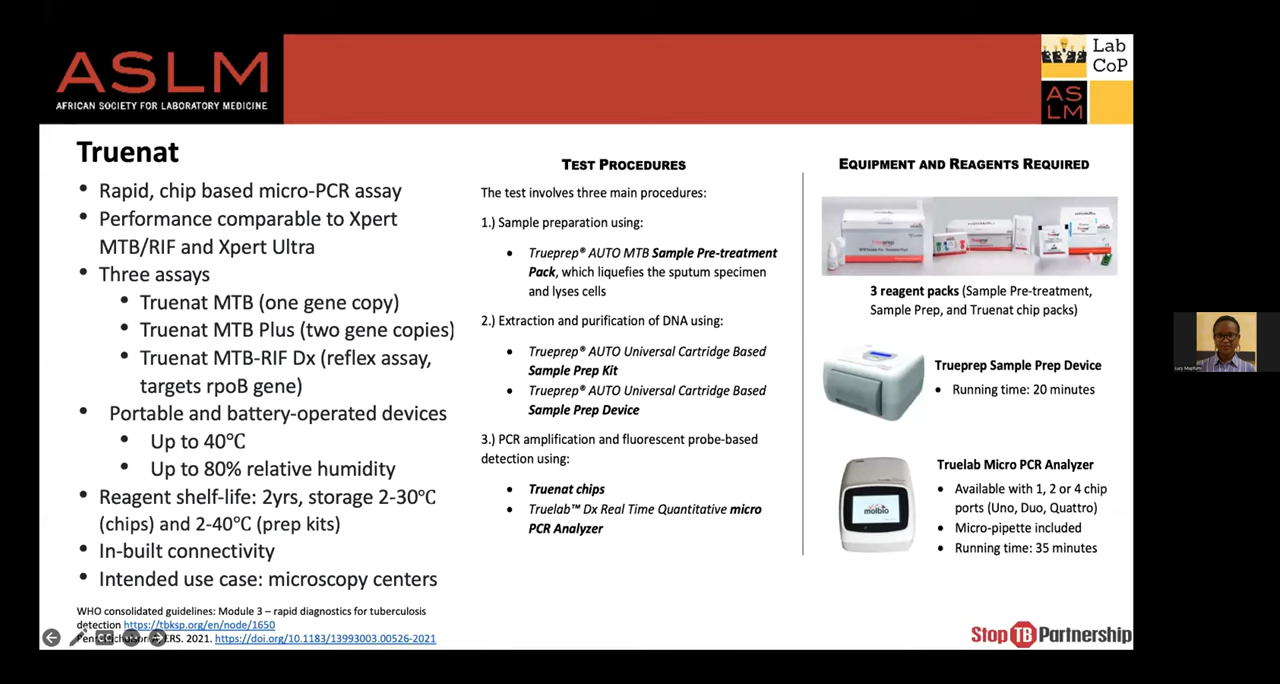 ASLM
AFRICAN SOCIETY FOR LABORATORY MEDICINE
Lab
CoP
AS
LM
Truenat
• Rapid, chip based micro-PCR assay
• Performance comparable to Xpert
MTB/RIF and Xpert Ultra
• Three assays
• Truenat MTB (one gene copy)
• Truenat MTB Plus (two gene copies)
• Truenat MTB-RIF Dx (reflex assay,
targets rpoB gene)
• Portable and battery-operated devices
• Up to 40℃
• Up to 80% relative humidity
• Reagent shelf-life: 2yrs, storage 2-30℃
(chips) and 2-40℃ (prep kits)
• In-built connectivity
• Intended use case: microscopy centers
WHO consolidated guidelines: Module 3 – rapid diagnostics for tuberculosis
detection https://tbksp.org/en/node/1650
ERS. 2021. https://doi.org/10.1183/13993003.00526-2021
TEST PROCEDURES
The test involves three main procedures:
1.) Sample preparation using:
• Trueprep® AUTO MTB Sample Pre-treatment
Pack, which liquefies the sputum specimen
and lyses cells
2.) Extraction and purification of DNA using:
• Trueprep® AUTO Universal Cartridge Based
Sample Prep Kit
• Trueprep® AUTO Universal Cartridge Based
Sample Prep Device
3.) PCR amplification and fluorescent probe-based
detection using:
• Truenat chips
• Truelab™ Dx Real Time Quantitative micro
PCR Analyzer
EQUIPMENT AND REAGENTS REQUIRED
3 reagent packs (Sample Pre-treatment,
Sample Prep, and Truenat chip packs)
Trueprep Sample Prep Device
• Running time: 20 minutes
molbio
Truelab Micro PCR Analyzer
• Available with 1, 2 or 4 chip
ports (Uno, Duo, Quattro)
• Micro-pipette included
• Running time: 35 minutes
Stop TB Partnership